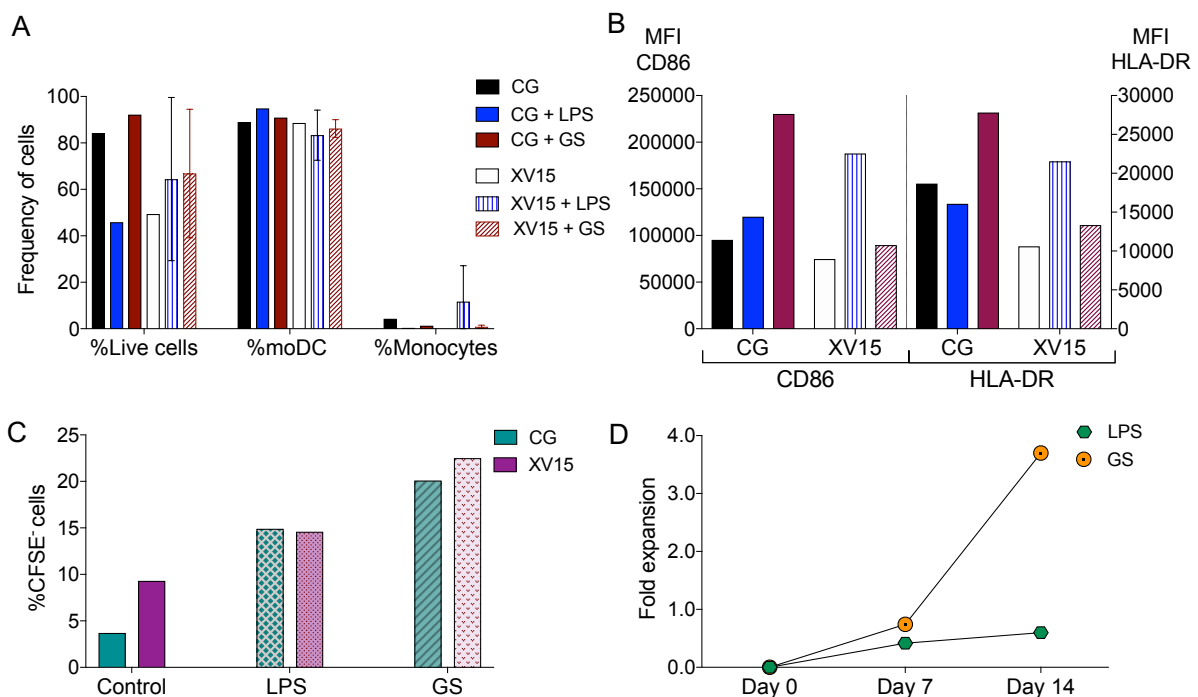 A
Frequency of cells
100
80
60
40
20
0
%Live cells
%moDC
%Monocytes
CG
CG + LPS
CG + GS
XV15
XV15 + LPS
XV15 + GS
B
MFI
CD86
MFI
HLA-DR
250000
200000
150000
100000
50000
0
30000
25000
20000
15000
10000
5000
0
CG
XV15
CG
XV15
CD86
HLA-DR
C
%CFSE⁻ cells
25
20
15
10
5
0
Control
LPS
GS
CG
XV15
D
Fold expansion
4.0
3.0
2.0
1.0
0.0
Day 0
Day 7
Day 14
LPS
GS